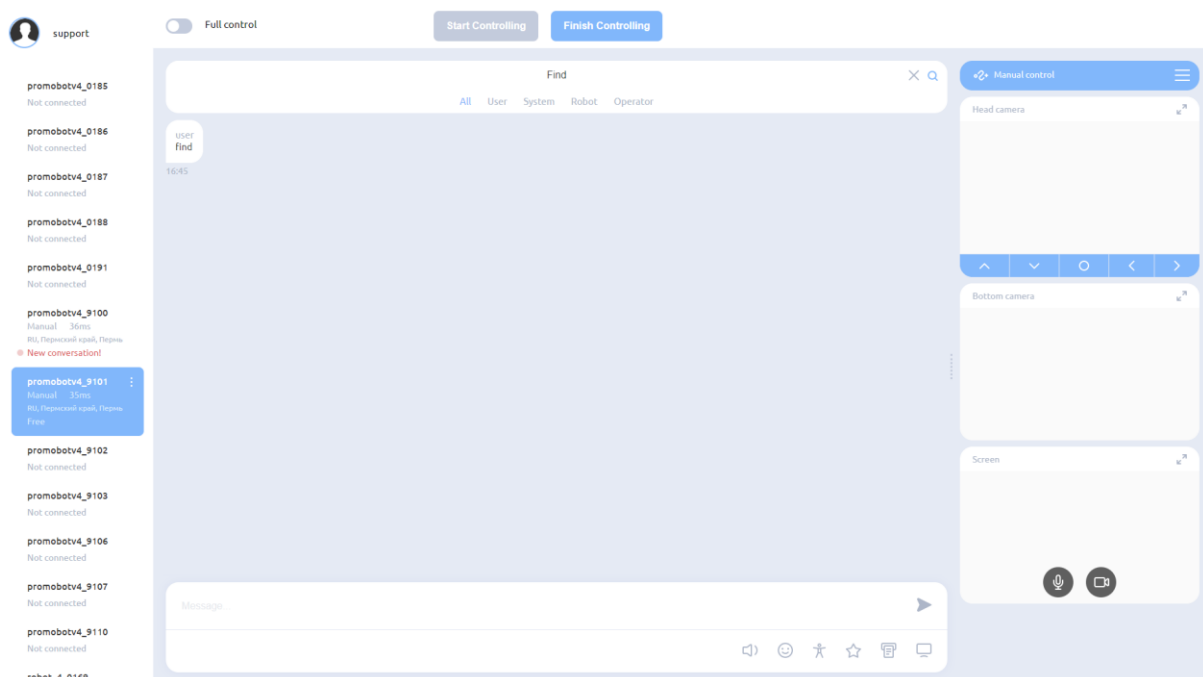 support
Full control
Start Controlling
Finish Controlling
promobotv4_0185
Not connected
promobotv4_0186
Not connected
promobotv4_0187
Not connected
promobotv4_0188
Not connected
promobotv4_0191
Not connected
promobotv4_9100
Manual 36ms
RU, Пермский край, Пермь
New conversation!
promobotv4_9101
Manual 35ms
RU, Пермский край, Пермь
Free
promobotv4_9102
Not connected
promobotv4_9103
Not connected
promobotv4_9106
Not connected
promobotv4_9107
Not connected
promobotv4_9110
Not connected
Find
All User System Robot Operator
user
find
16:45
Message...
Manual control
Head camera
Bottom camera
Screen